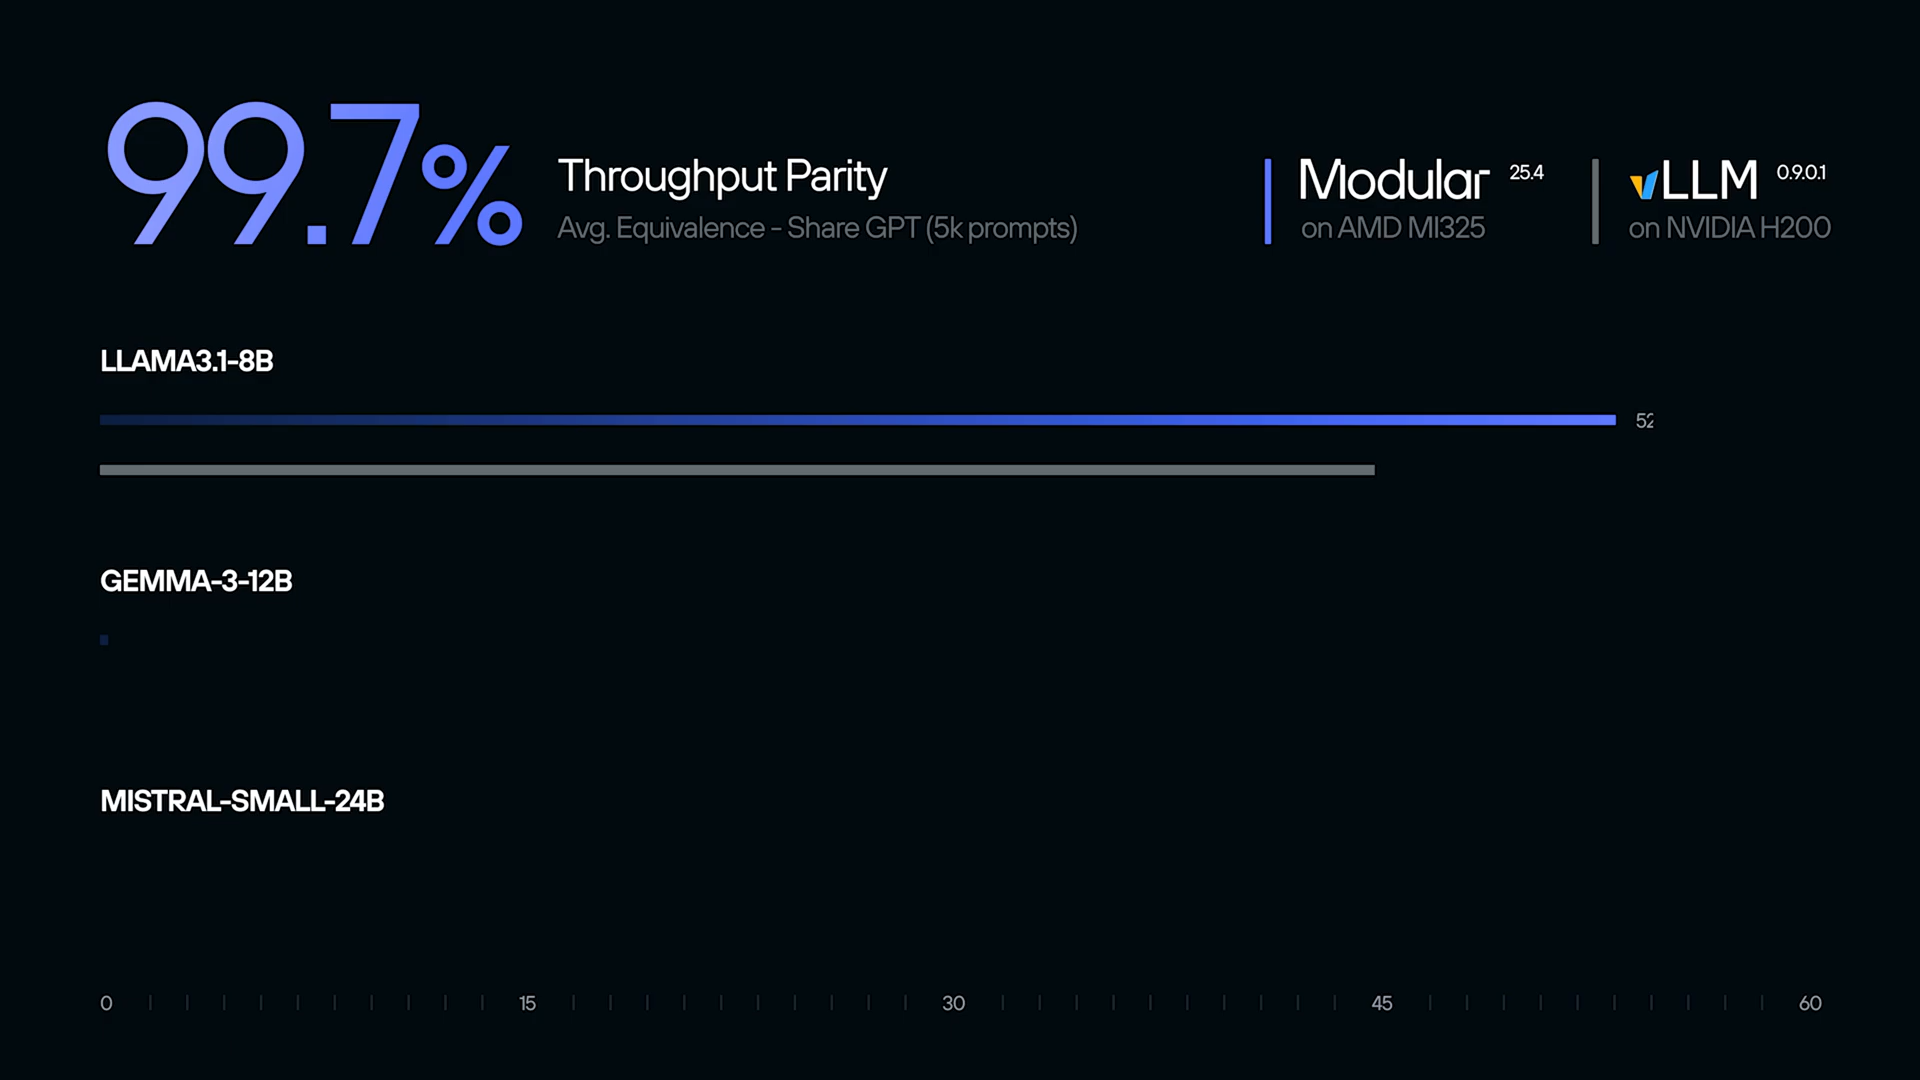 99.7%
Throughput Parity
Avg. Equivalence - Share GPT (5k prompts)
Modular 25.4
on AMD MI325
vLLM 0.9.0.1
on NVIDIA H200
LLAMA3.1-8B
52
GEMMA-3-12B
MISTRAL-SMALL-24B
0 15 30 45 60